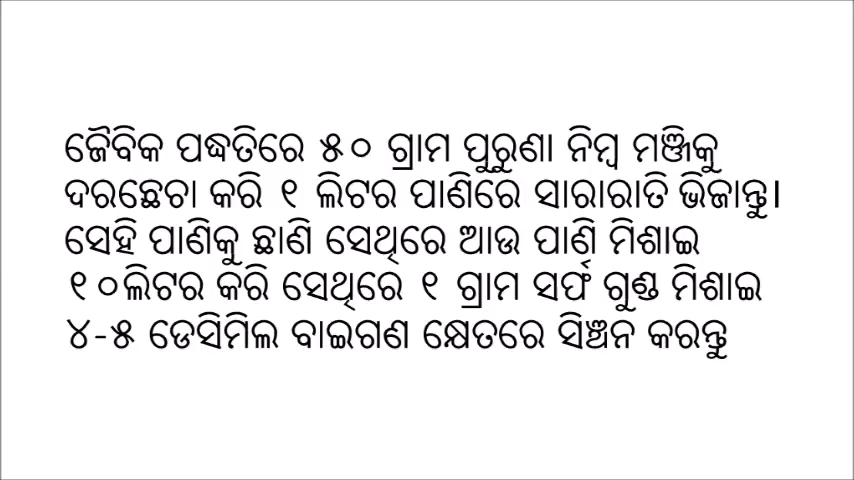 ଜୈବିକ ପଦ୍ଧତିରେ ୫୦ ଗ୍ରାମ ପୁରୁଣା ନିମ୍ବ ମଞ୍ଜିକୁ
ଦରଛେଚା କରି ୧ ଲିଟର ପାଣିରେ ସାରାରାତି ଭିଜାନ୍ତୁ।
ସେହି ପାଣିକୁ ଛାଣି ସେଥିରେ ଆଉ ପାଣି ମିଶାଇ
୧୦ଲିଟର କରି ସେଥିରେ ୧ ଗ୍ରାମ ସର୍ଫ ଗୁଣ୍ଡ ମିଶାଇ
୪-୫ ଡେସିମିଲ ବାଇଗଣ କ୍ଷେତରେ ସିଞ୍ଚନ କରନ୍ତୁ